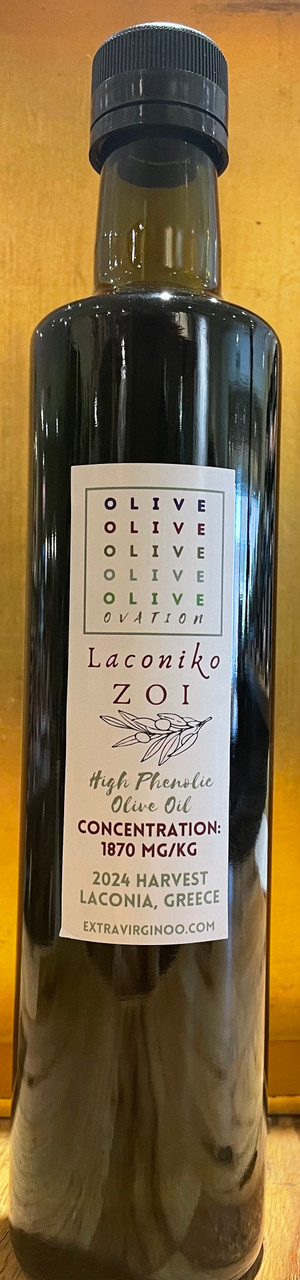 OLIVE
OLIVE
OLIVE
OLIVE
OLIVE
OVATION
Laconiko
ZOI
High Phenolic
Olive Oil
CONCENTRATION:
1870 MG/KG
2024 HARVEST
LACONIA, GREECE
EXTRAVIRGINOO.COM